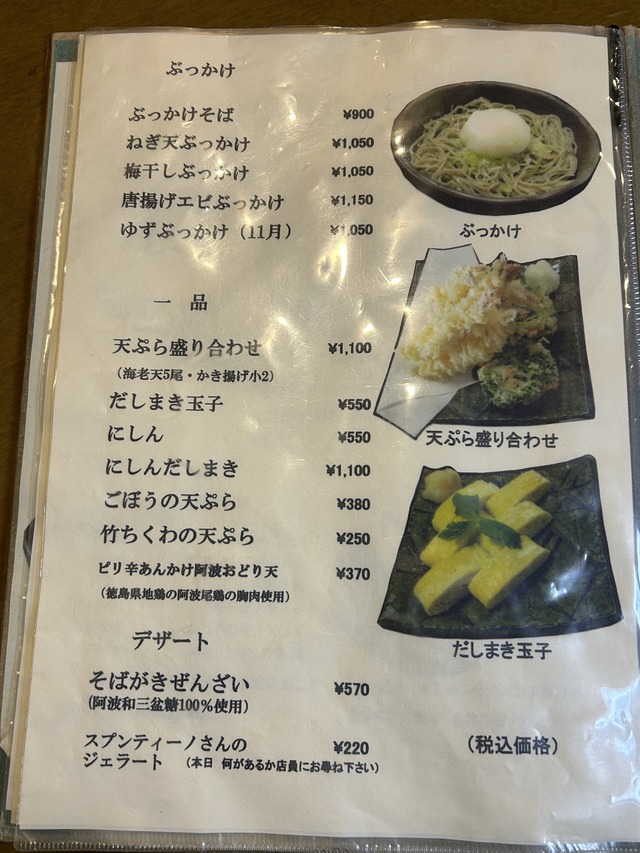 ぶっかけ
ぶっかけそば ¥900
ねぎ天ぶっかけ ¥1,050
梅干しぶっかけ ¥1,050
唐揚げエビぶっかけ ¥1,150
ゆずぶっかけ（11月） ¥1,050
ぶっかけ
一 品
天ぷら盛り合わせ ¥1,100
（海老天5尾・かき揚げ小2）
だしまき玉子 ¥550
にしん ¥550
にしんだしまき ¥1,100
ごぼうの天ぷら ¥380
竹ちくわの天ぷら ¥250
ピリ辛あんかけ阿波おどり天 ¥370
（徳島県地鶏の阿波尾鶏の胸肉使用）
天ぷら盛り合わせ
だしまき玉子
デザート
そばがきぜんざい ¥570
(阿波和三盆糖100％使用）
スプンティーノさんの ¥220
ジェラート （本日 何があるか店員にお尋ね下さい）
（税込価格）